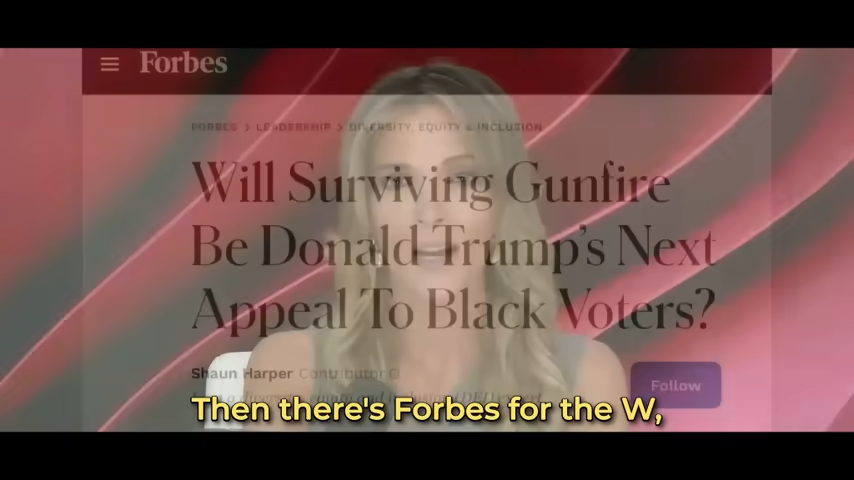 Forbes
FORBES > LEADERSHIP > DIVERSITY, EQUITY & INCLUSION
Will Surviving Gunfire
Be Donald Trump's Next
Appeal To Black Voters?
Shaun Harper Contributor
Follow
Then there's Forbes for the W,